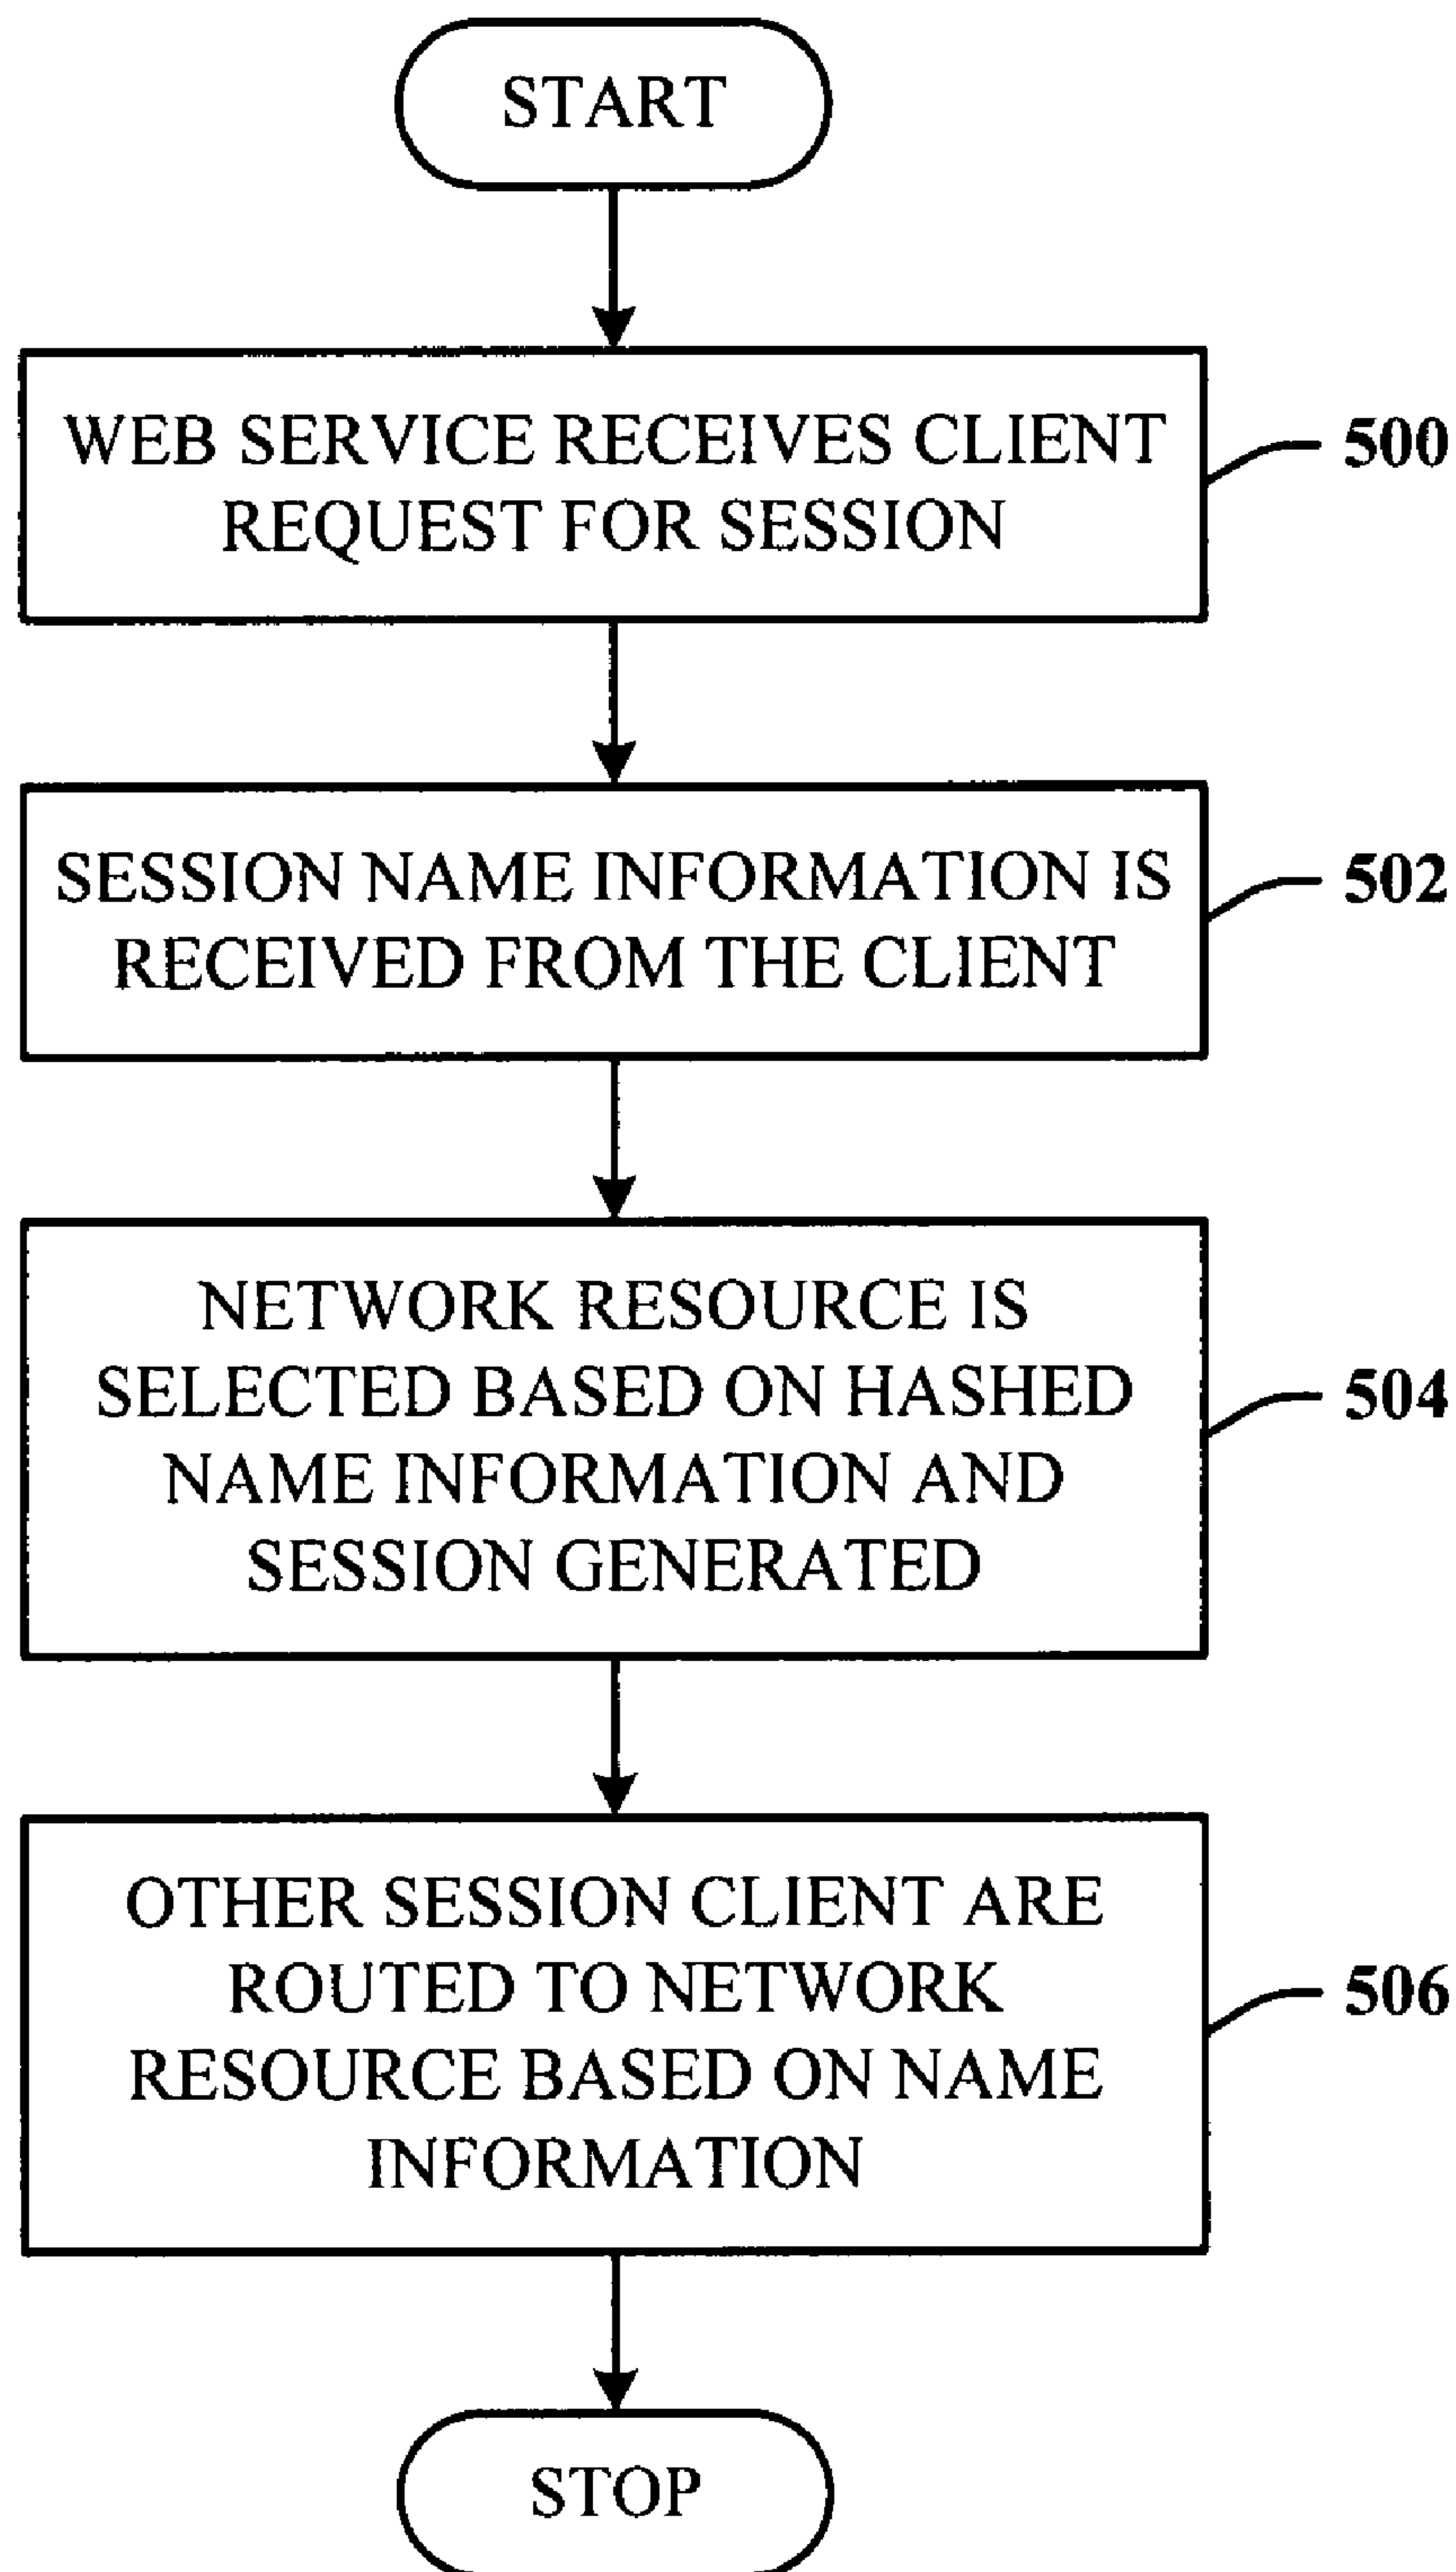 START
WEB SERVICE RECEIVES CLIENT
REQUEST FOR SESSION
500
SESSION NAME INFORMATION IS
RECEIVED FROM THE CLIENT
502
NETWORK RESOURCE IS
SELECTED BASED ON HASHED
NAME INFORMATION AND
SESSION GENERATED
504
OTHER SESSION CLIENT ARE
ROUTED TO NETWORK
RESOURCE BASED ON NAME
INFORMATION
506
STOP